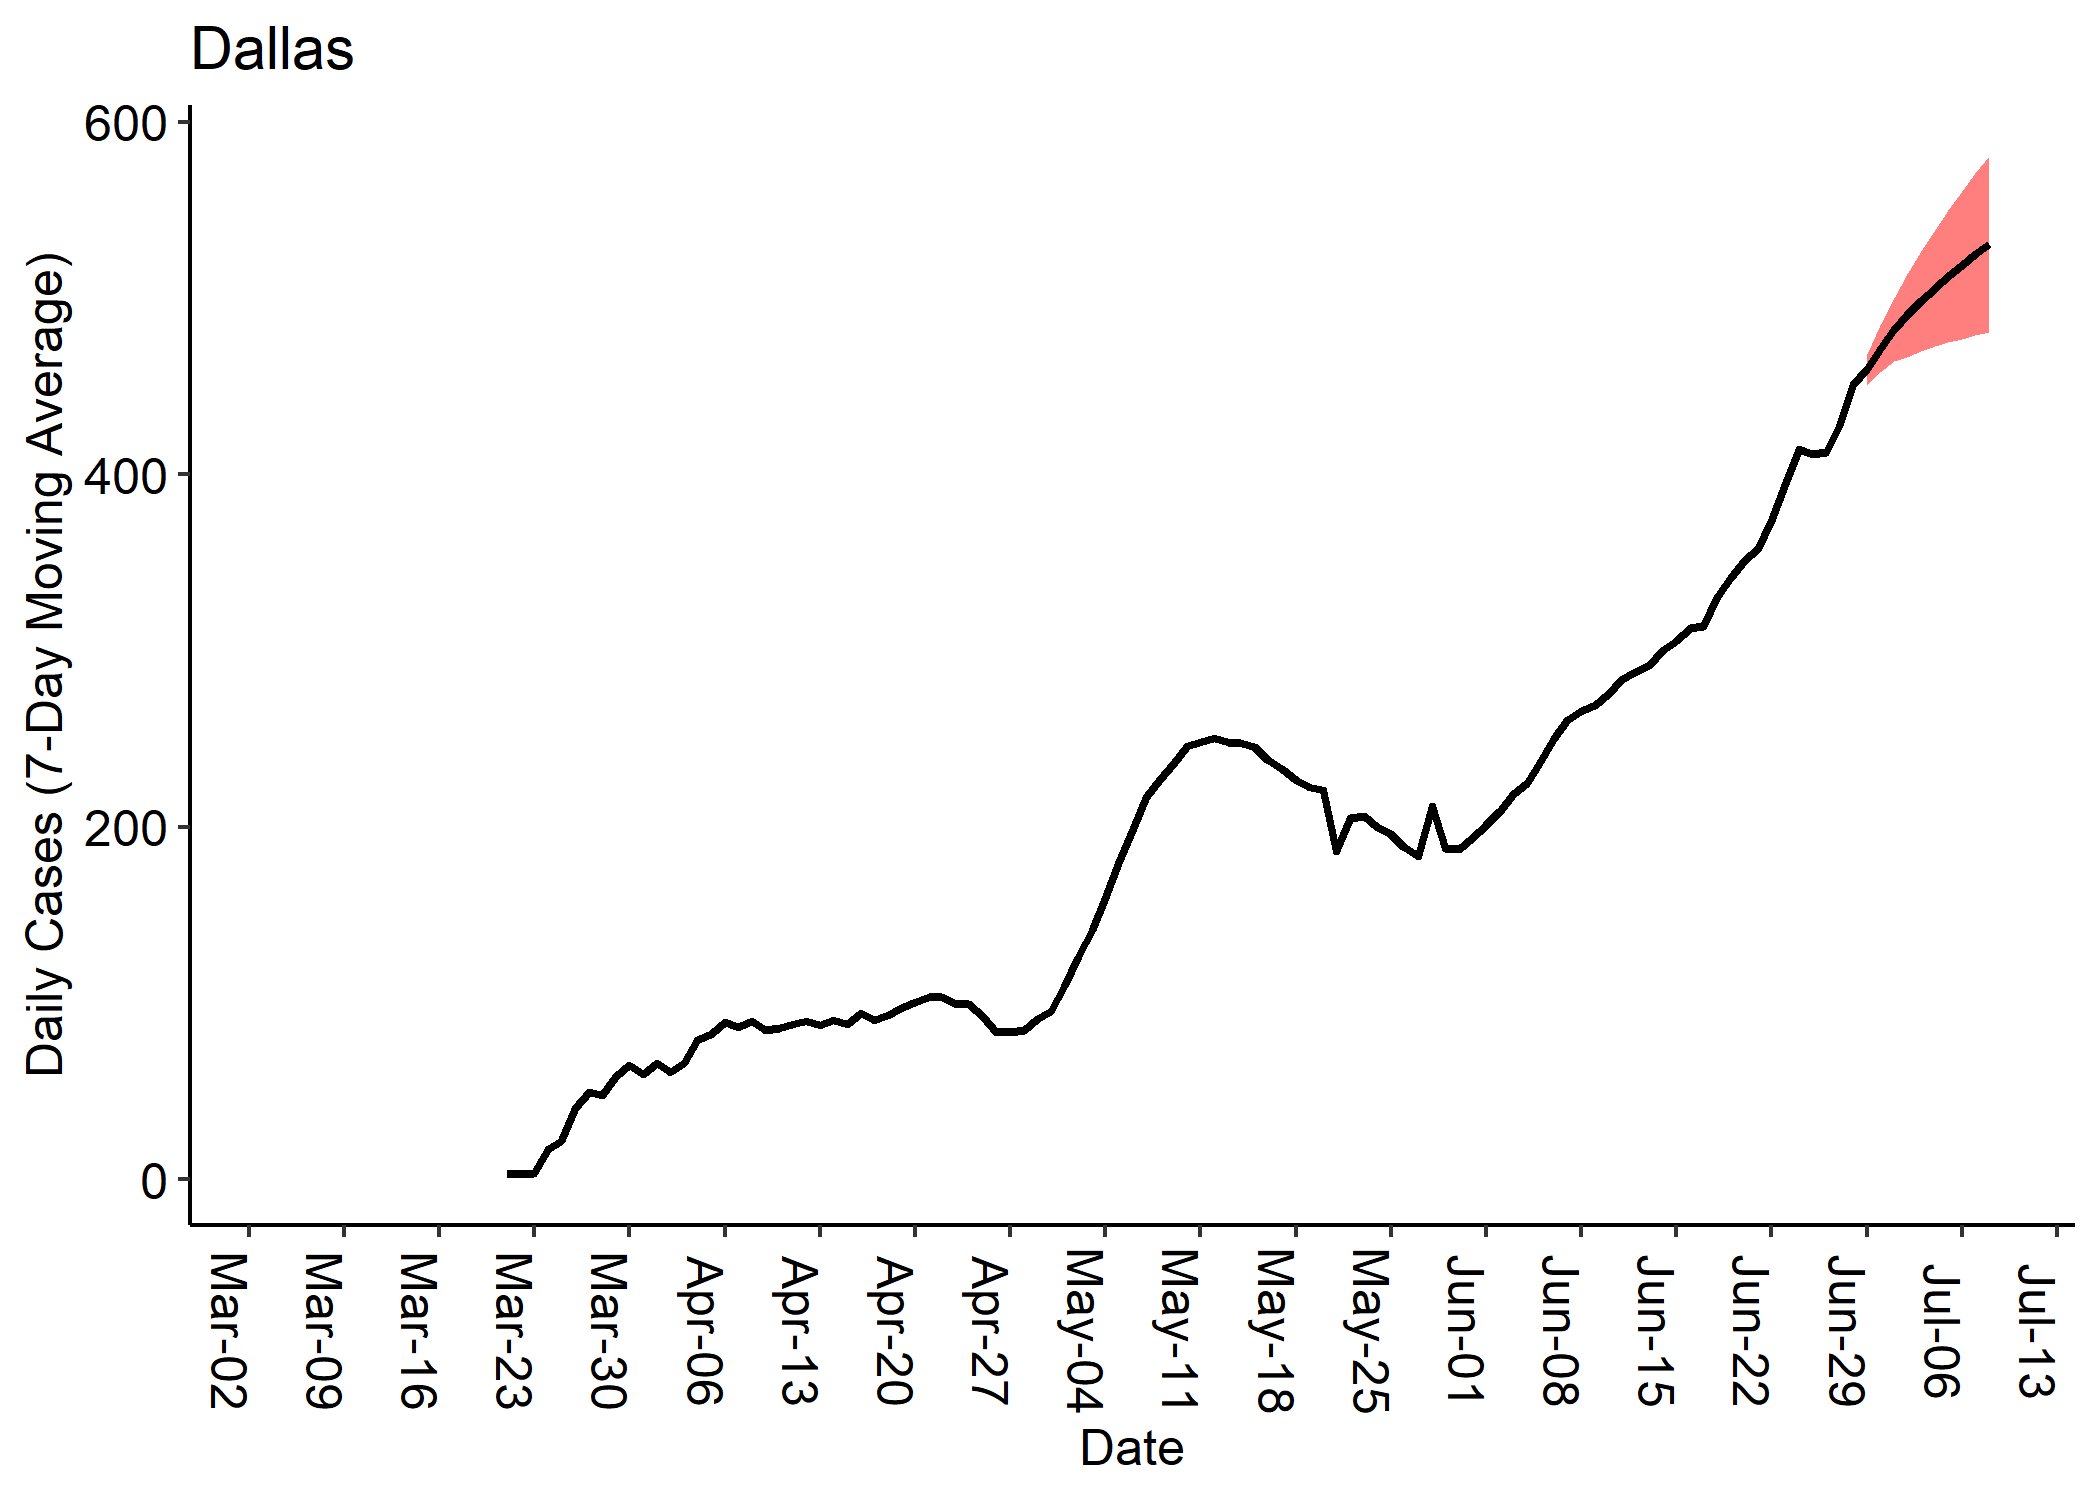 Dallas
Daily Cases (7-Day Moving Average)
600
400
200
0
Mar-02
Mar-09
Mar-16
Mar-23
Mar-30
Apr-06
Apr-13
Apr-20
Apr-27
May-04
May-11
May-18
May-25
Jun-01
Jun-08
Jun-15
Jun-22
Jun-29
Jul-06
Jul-13
Date